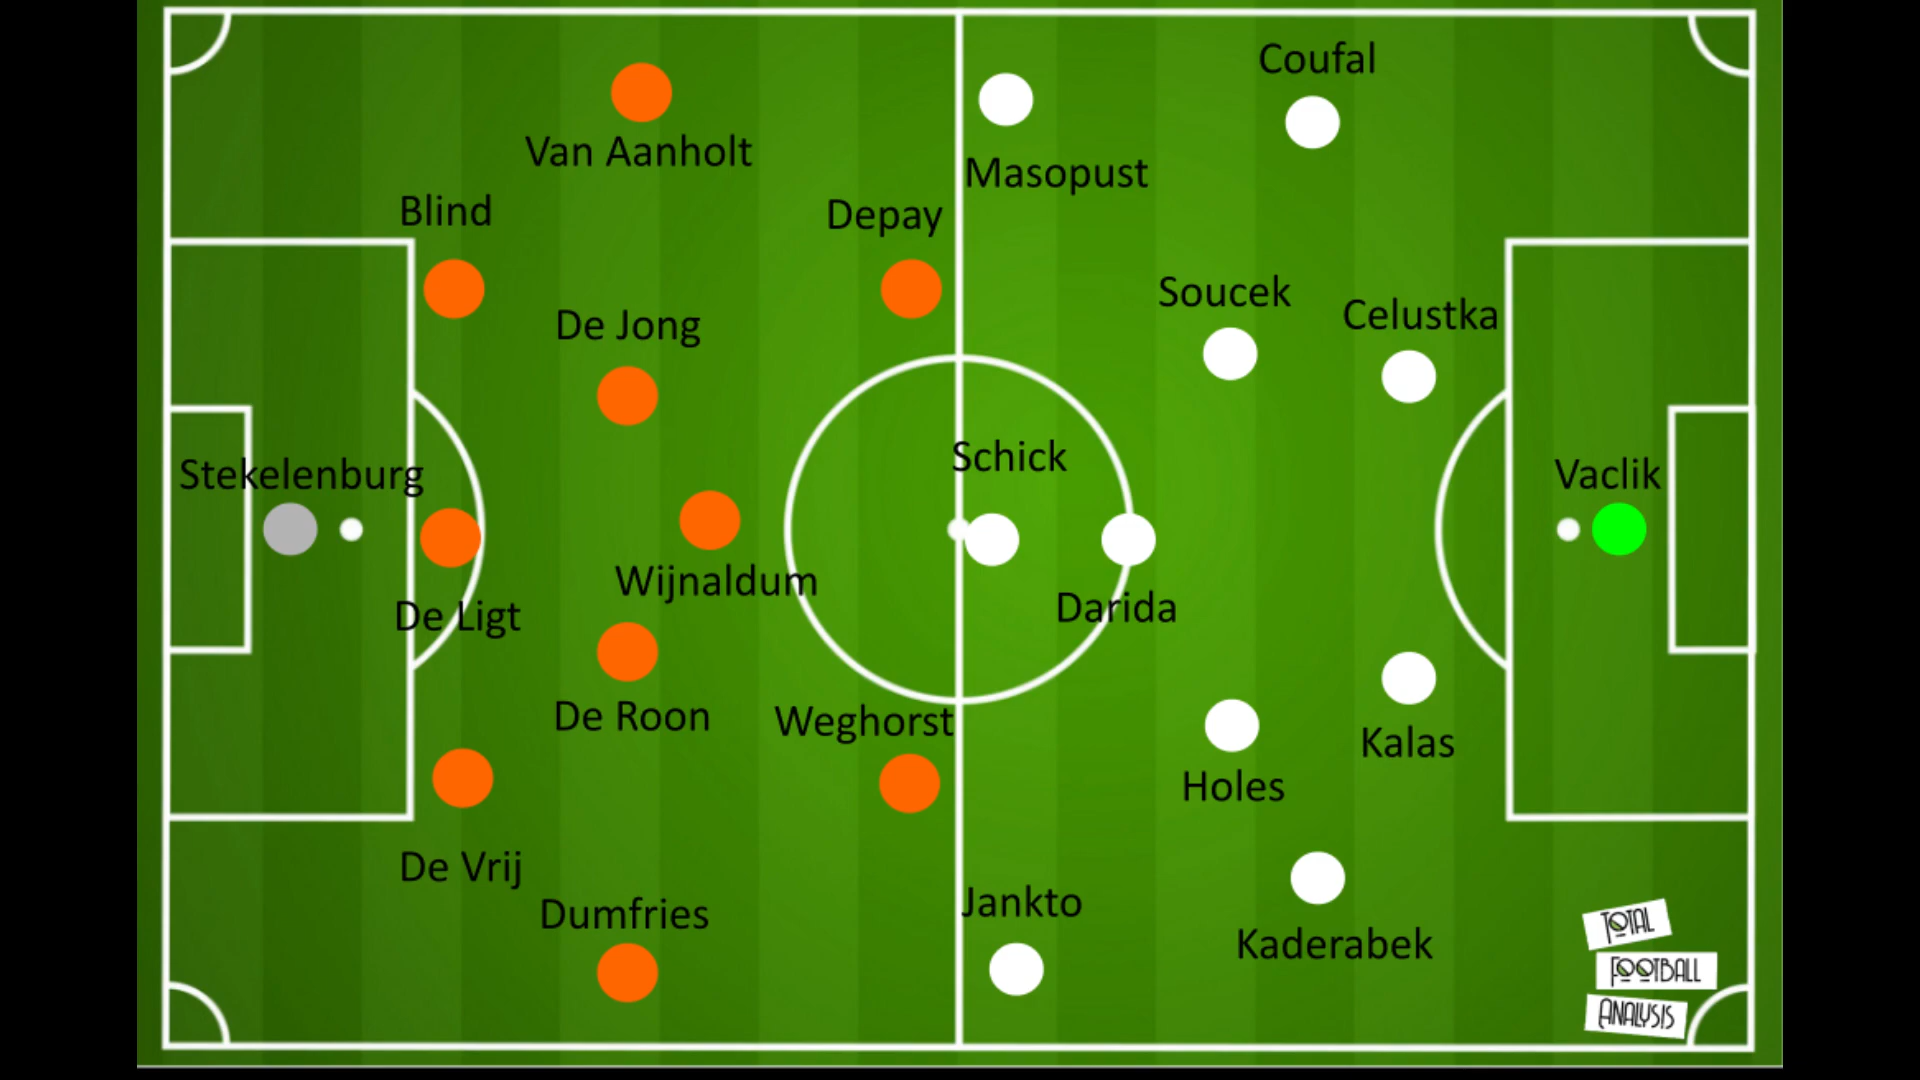 Coufal
Van Aanholt
Masopust
Blind
Depay
De Jong
Soucek
Celustka
Stekelenburg
Schick
Vaclik
De Ligt
Wijnaldum
Darida
De Roon
Weghorst
Kalas
Holes
De Vrij
Dumfries
Jankto
Kaderabek
TOTAL
FOOTBALL
ANALYSIS